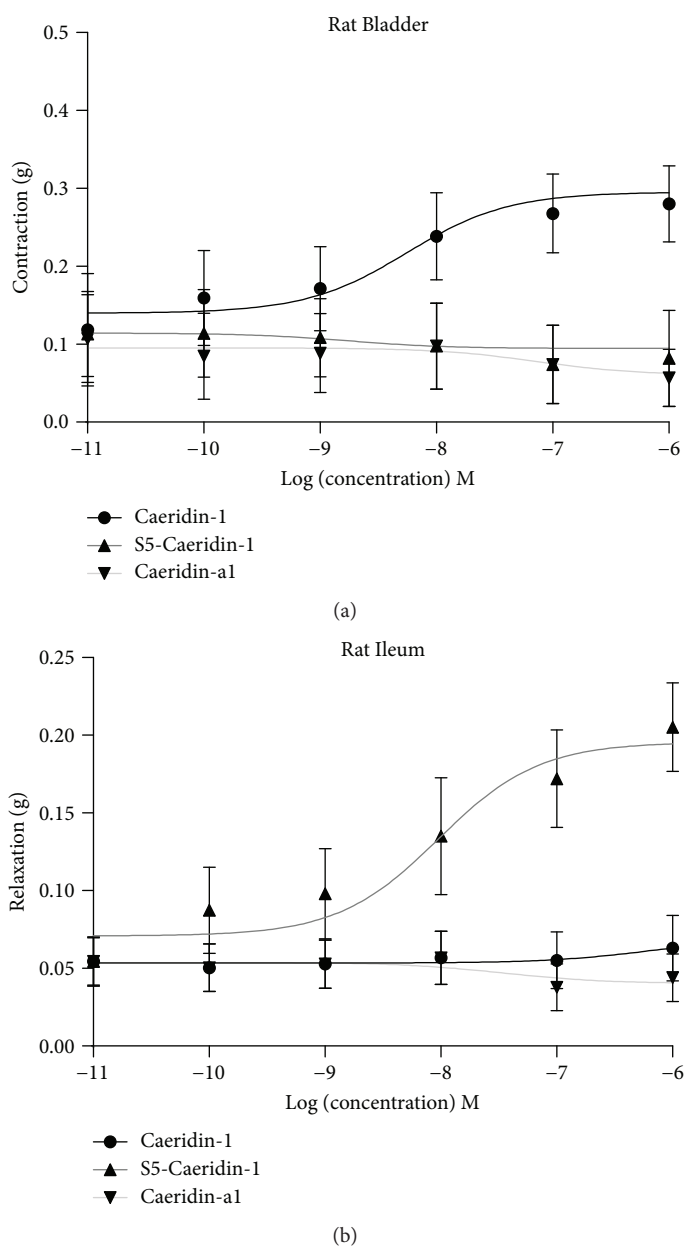 Rat Bladder
0.5
0.4
0.3
0.2
0.1
0.0
Contraction (g)
−11 −10 −9 −8 −7 −6
Log (concentration) M
Caeridin-1
S5-Caeridin-1
Caeridin-a1
(a)
Rat Ileum
0.25
0.20
0.15
0.10
0.05
0.00
Relaxation (g)
−11 −10 −9 −8 −7 −6
Log (concentration) M
Caeridin-1
S5-Caeridin-1
Caeridin-a1
(b)